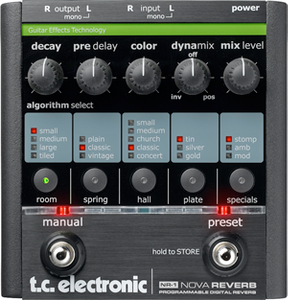 R output L
mono
R input L
mono
power
Guitar Effects Technology
decay pre delay color dynamix mix level
off
inv pos
algorithm select
small
medium
large
tiled
plain
classic
vintage
small
medium
church
classic
concert
tin
silver
gold
stomp
amb
mod
room spring hall plate specials
manual preset
hold to STORE
t.c. electronic
NR-1 NOVA REVERB
PROGRAMMABLE DIGITAL REVERB